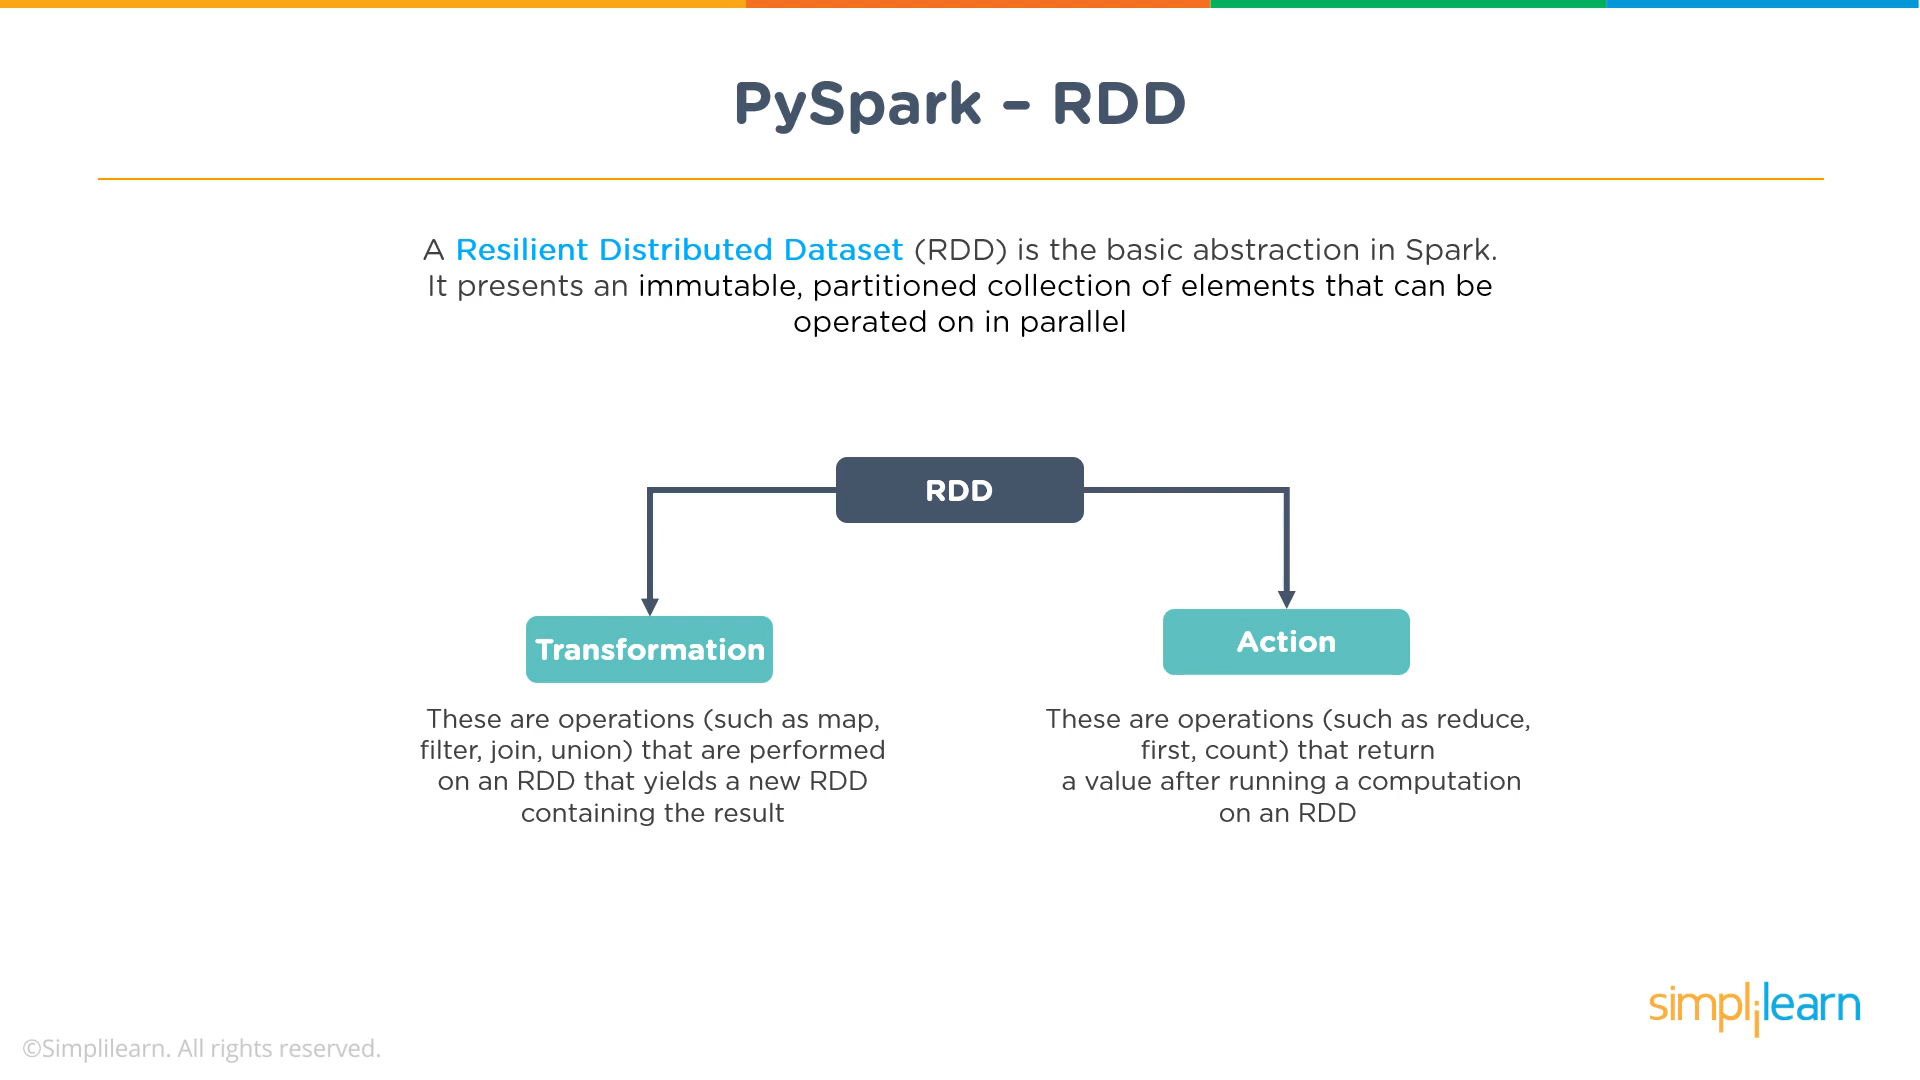 PySpark – RDD
A Resilient Distributed Dataset (RDD) is the basic abstraction in Spark.
It presents an immutable, partitioned collection of elements that can be
operated on in parallel
RDD
Transformation
These are operations (such as map,
filter, join, union) that are performed
on an RDD that yields a new RDD
containing the result
Action
These are operations (such as reduce,
first, count) that return
a value after running a computation
on an RDD
simplilearn
©Simplilearn. All rights reserved.